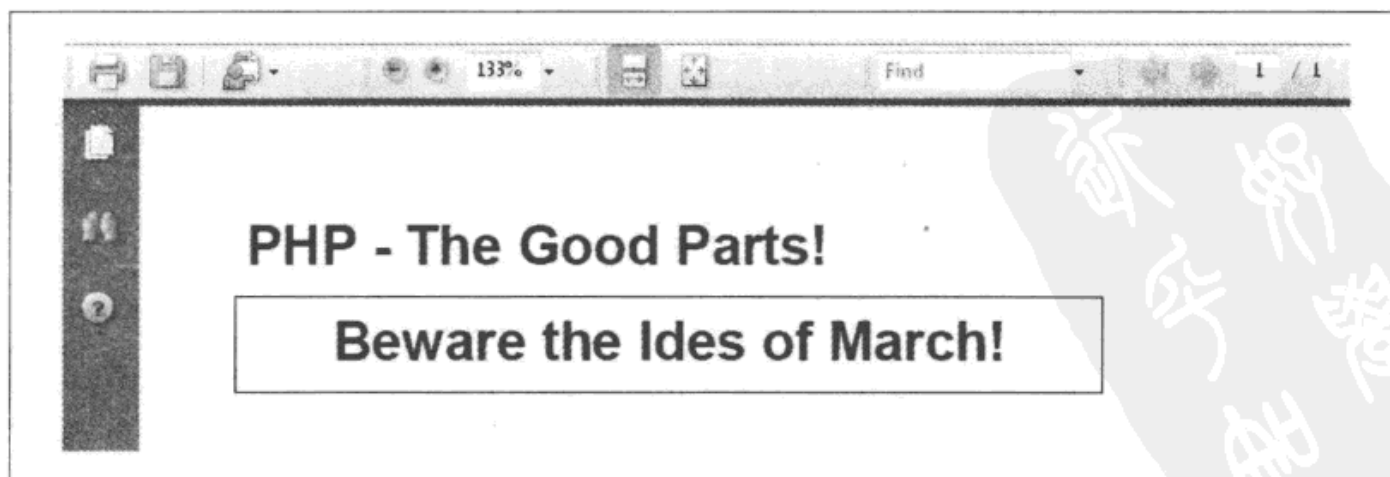 133%
Find
1 / 1
PHP - The Good Parts!
Beware the Ides of March!